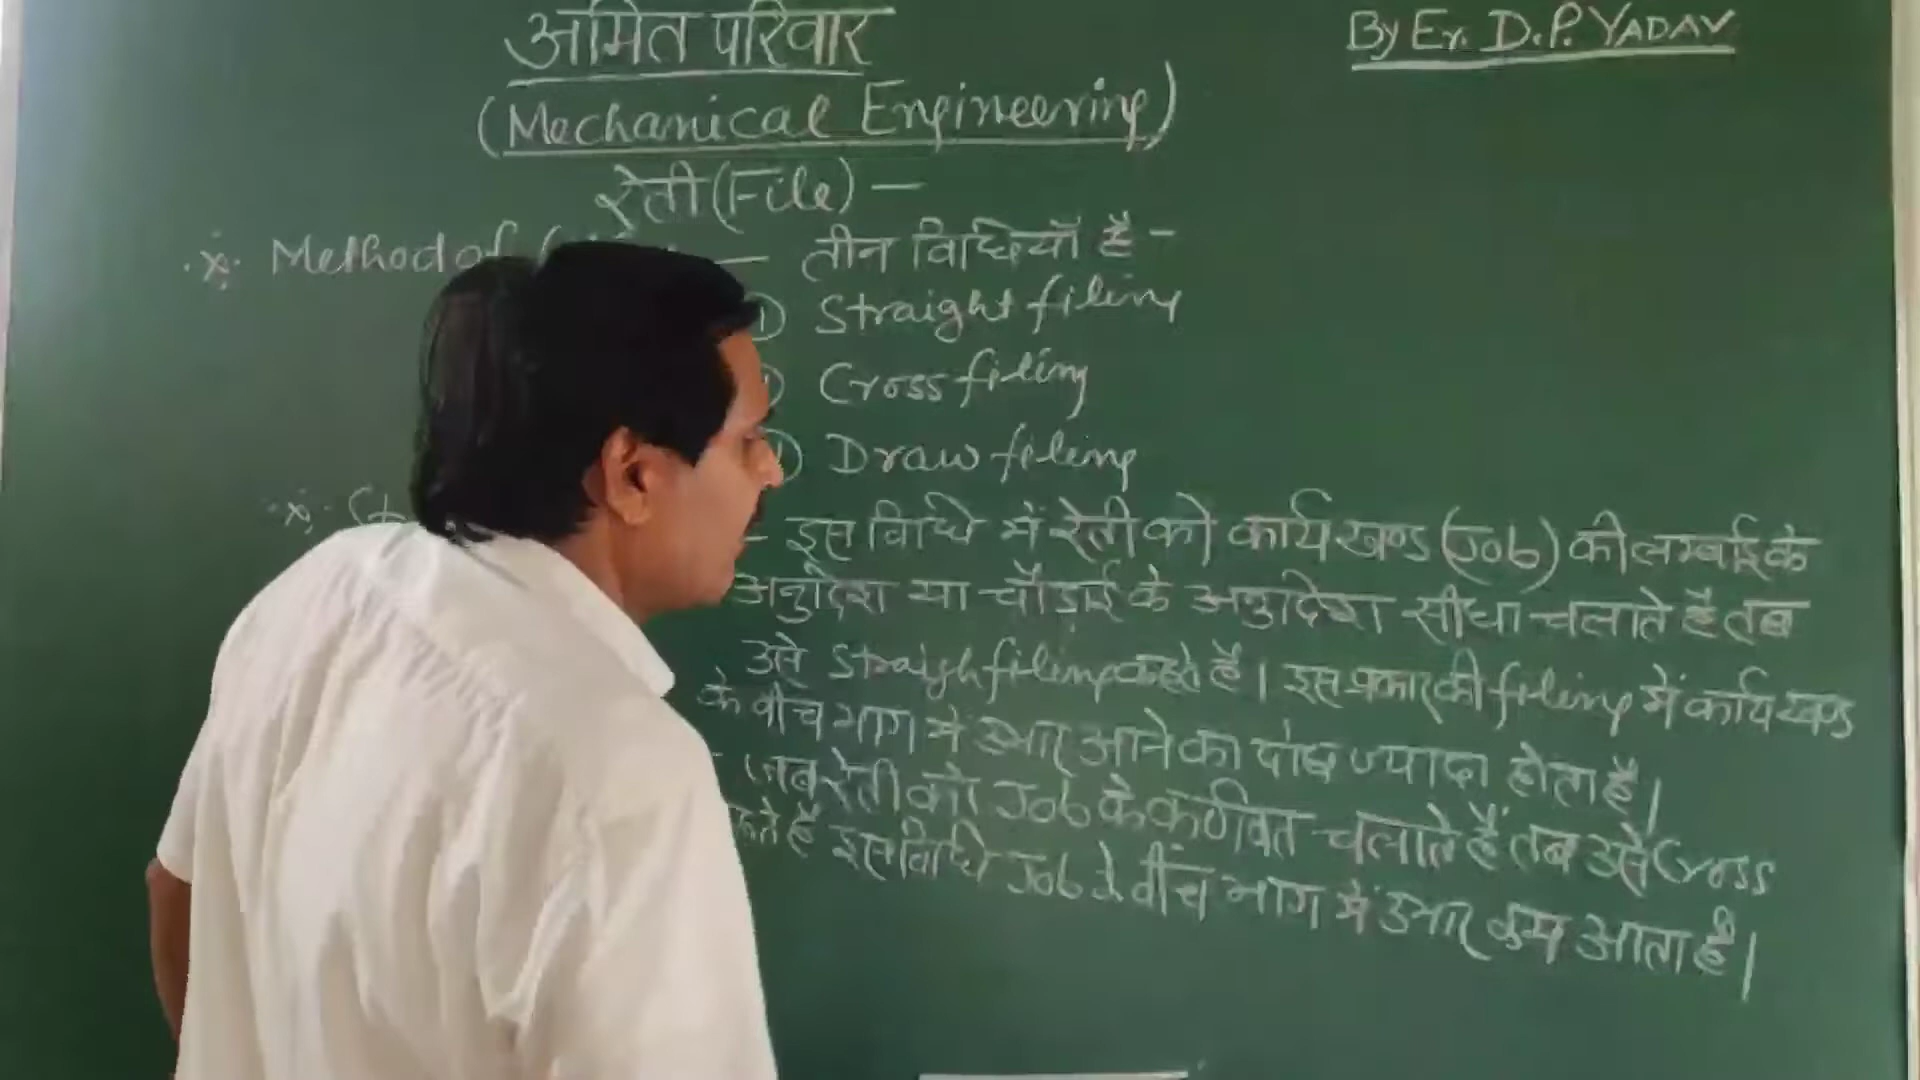 अमित परिवार
By Er. D.P. YADAV
(Mechanical Engineering)
रेती (File) —
Method of — तीन विधियाँ है -
Straight filing
Cross filing
Draw filing
- इस विधि में रेती को कार्यखण्ड (Job) की लम्बाई के
अनुदिश या चौड़ाई के अनुदिश सीधा चलाते है तब
उसे Straigh filing कहते है। इस प्रकार की filing में कार्यखण्ड
के बीच भाग में उभार आने का दोष ज्यादा होता है।
- जब रेती को Job के कर्णवत चलाते हैं तब उसे Cross
है इस विधि Job के बींच भाग में उभार कम आता है।